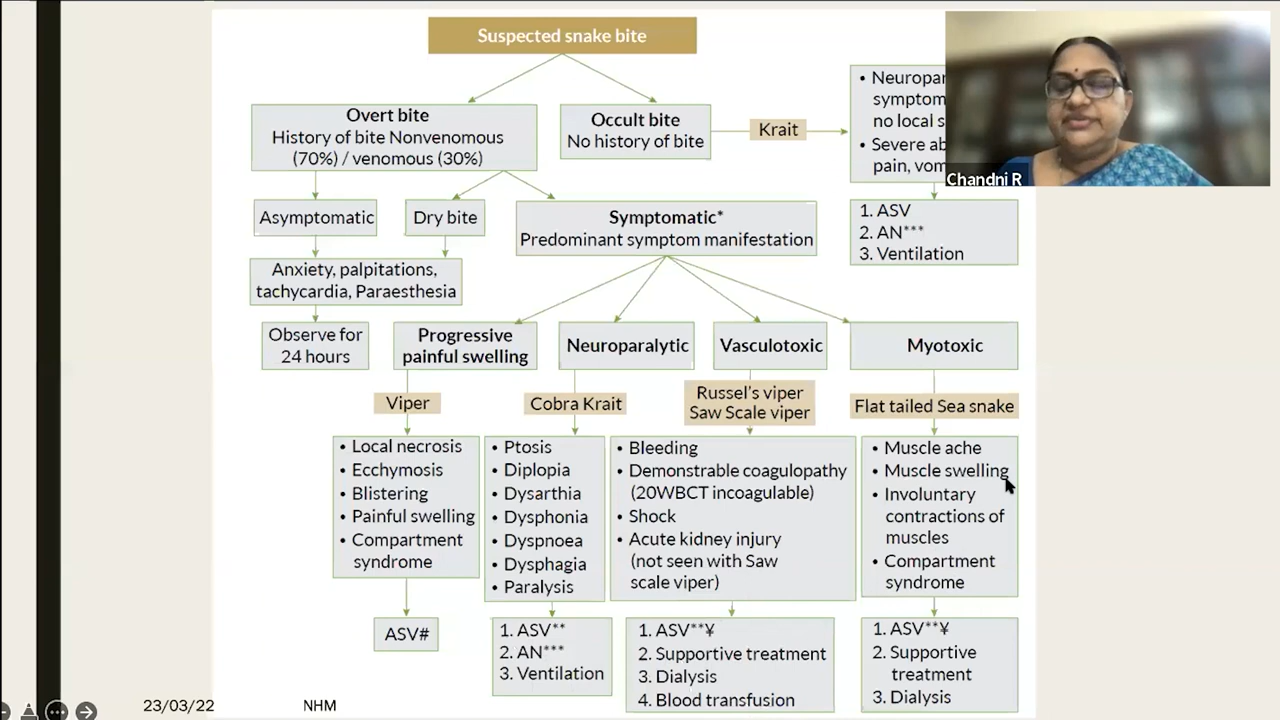 Suspected snake bite
Overt bite
History of bite Nonvenomous
(70%) / venomous (30%)
Occult bite
No history of bite
Krait
• 
symptom
no local
• Severe
pain,
Chandni R
Asymptomatic
Dry bite
Symptomatic*
Predominant symptom manifestation
1. ASV
2. AN***
3. Ventilation
Anxiety, palpitations,
tachycardia, Paraesthesia
Observe for
24 hours
Progressive
painful swelling
Neuroparalytic
Vasculotoxic
Myotoxic
Viper
Cobra Krait
Russel's viper
Saw Scale viper
Flat tailed Sea snake
• Local necrosis
• Ecchymosis
• Blistering
• Painful swelling
• Compartment
syndrome
• Ptosis
• Diplopia
• Dysarthia
• Dysphonia
• Dyspnoea
• Dysphagia
• Paralysis
• Bleeding
• Demonstrable coagulopathy
(20WBCT incoagulable)
• Shock
• Acute kidney injury
(not seen with Saw
scale viper)
• Muscle ache
• Muscle swelling
• Involuntary
contractions of
muscles
• Compartment
syndrome
ASV#
1. ASV**
2. AN***
3. Ventilation
1. ASV**¥
2. Supportive treatment
3. Dialysis
4. Blood transfusion
1. ASV**¥
2. Supportive
treatment
3. Dialysis
23/03/22
NHM